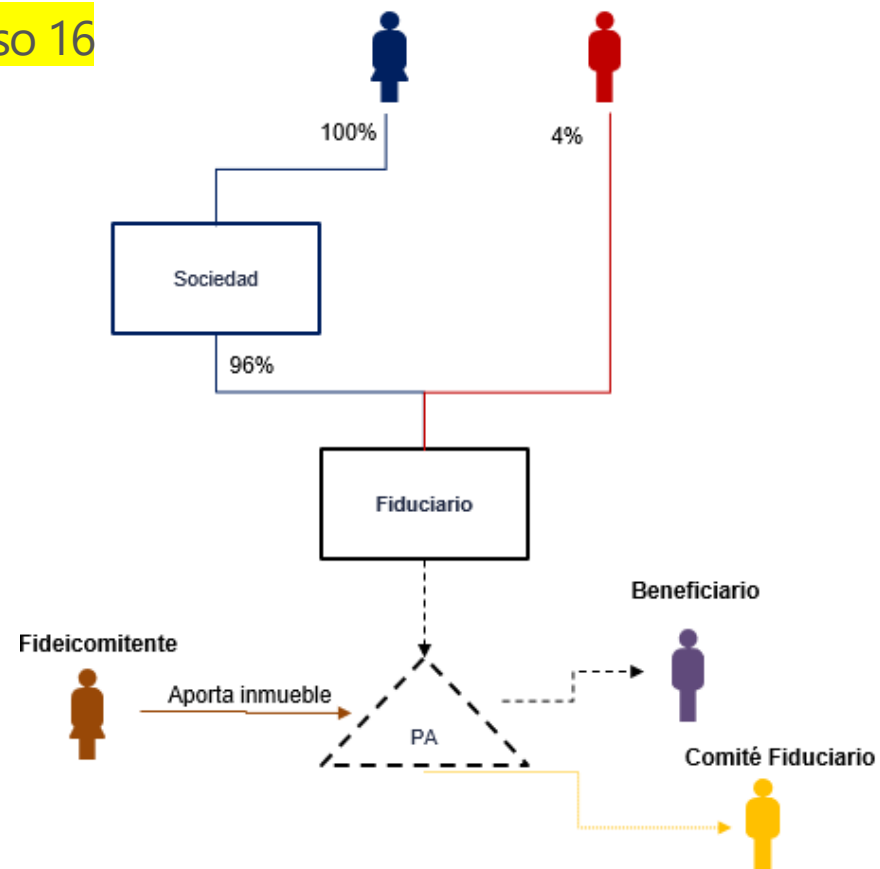 so 16
100%
4%
Sociedad
96%
Fiduciario
Beneficiario
Fideicomitente
Aporta inmueble
PA
Comité Fiduciario